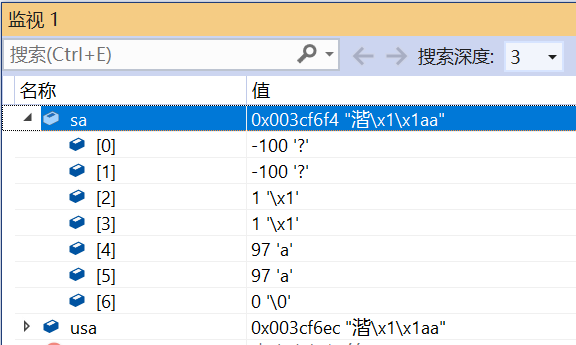 监视 1
搜索(Ctrl+E) 搜索深度: 3
名称 值
sa 0x003cf6f4 "湝\x1\x1aa"
[0] -100 '?'
[1] -100 '?'
[2] 1 '\x1'
[3] 1 '\x1'
[4] 97 'a'
[5] 97 'a'
[6] 0 '\0'
usa 0x003cf6ec "湝\x1\x1aa"